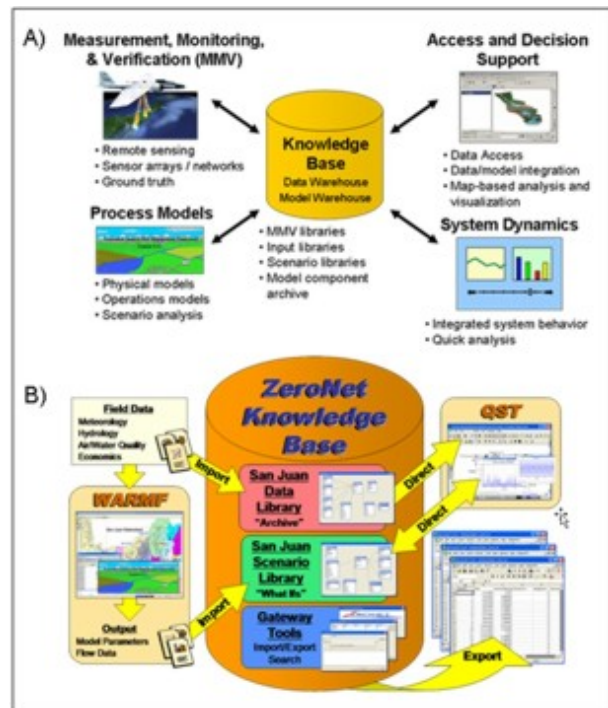 A)
Measurement, Monitoring,
& Verification (MMV)
• Remote sensing
• Sensor arrays / networks
• Ground truth
Process Models
• Physical models
• Operations models
• Scenario analysis
Knowledge
Base
Data Warehouse
Model Warehouse
• MMV libraries
• Input libraries
• Scenario libraries
• Model component
archive
Access and Decision
Support
• Data Access
• Data/model integration
• Map-based analysis and
visualization
System Dynamics
• Integrated system behavior
• Quick analysis
B)
Field Data
Meteorology
Hydrology
Air/Water Quality
Economics
Import
WARMF
Output
Model Parameters
Flow Data
Import
ZeroNet
Knowledge
Base
San Juan
Data
Library
"Archive"
San Juan
Scenario
Library
"What Ifs"
Gateway
Tools
Import/Export
Search
Direct
Direct
QST
Export